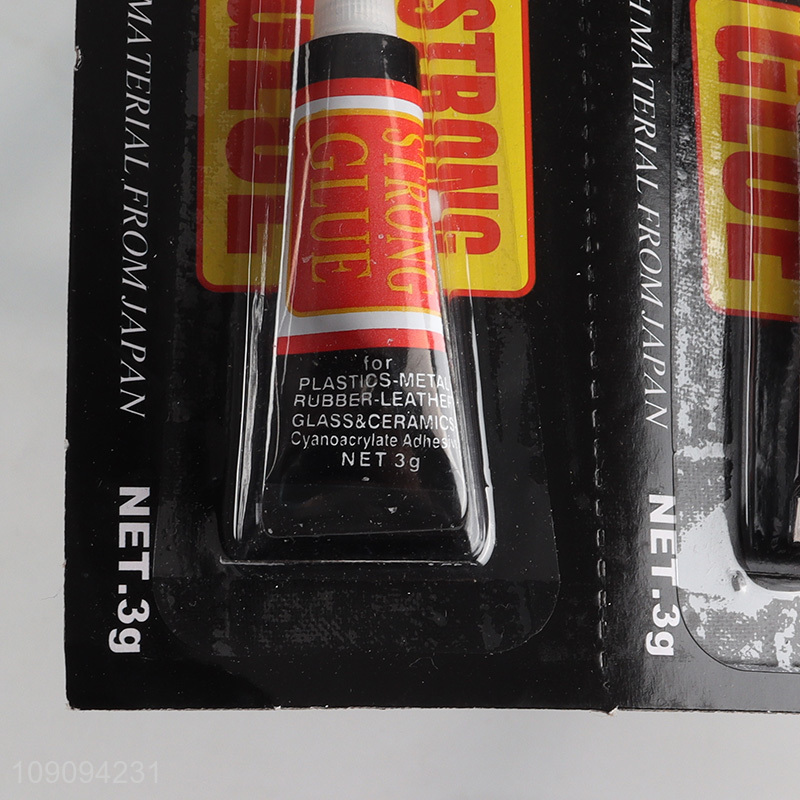 H MATERIAL FROM JAPAN
NET.3g
STRONG
GLUE
STRONG
GLUE
for
PLASTICS-METAL
RUBBER-LEATHER-
GLASS&CERAMICS
Cyanoacrylate Adhesi
NET 3g
H MATERIAL FROM JAPAN
NET.3g
GLUE
109094231